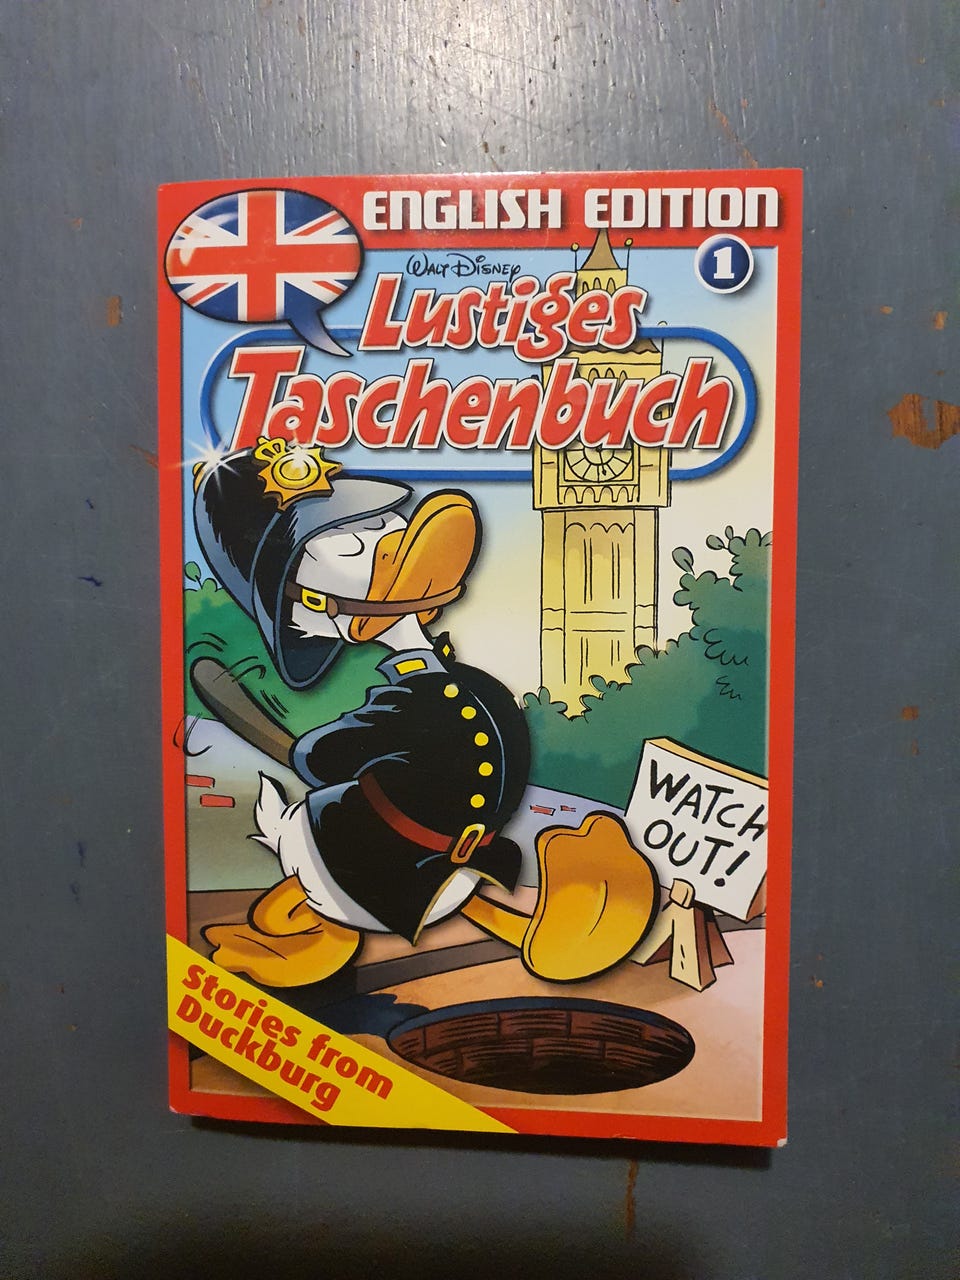 ENGLISH EDITION
1
WALT DISNEY
Lustiges
Taschenbuch
WATCH
OUT!
Stories from
Duckburg